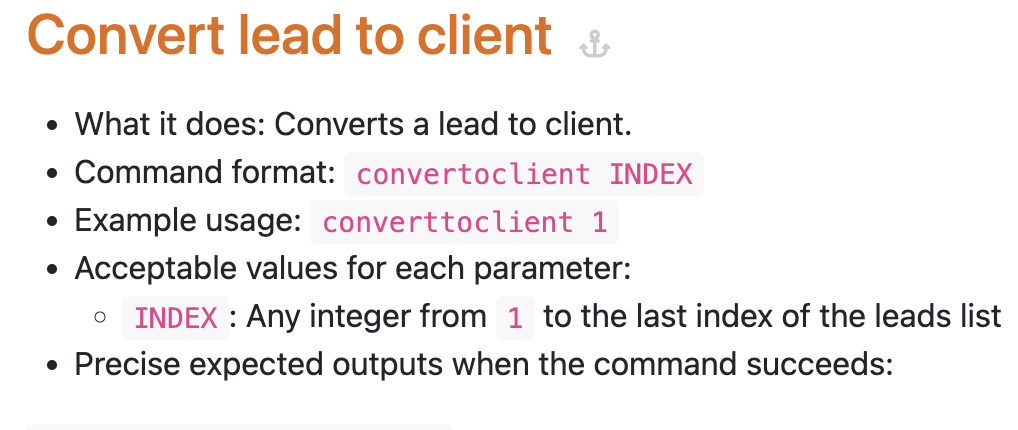 Convert lead to client
What it does: Converts a lead to client.
Command format: convertoclient INDEX
Example usage: converttoclient 1
Acceptable values for each parameter:
INDEX : Any integer from 1 to the last index of the leads list
Precise expected outputs when the command succeeds: